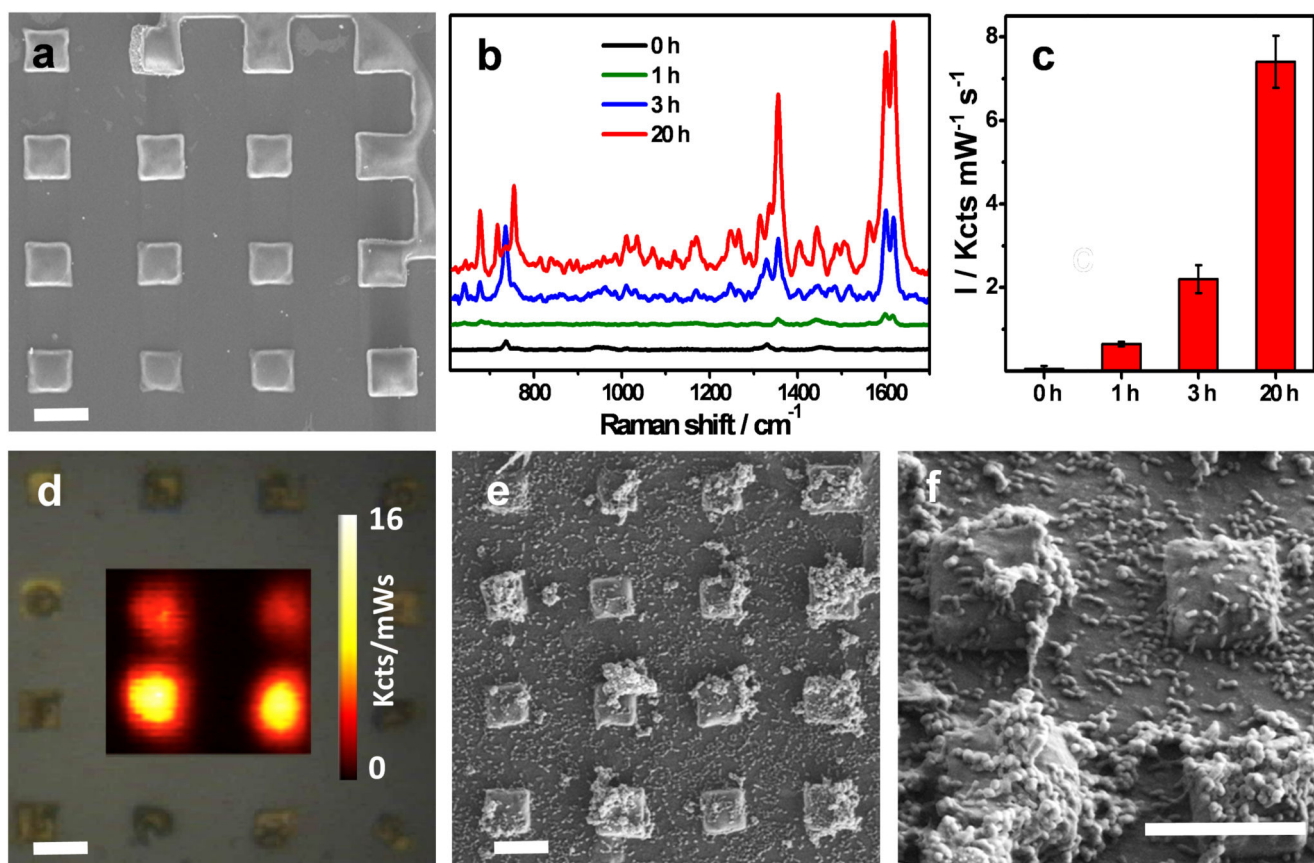 a
b
0 h
1 h
3 h
20 h
800 1000 1200 1400 1600
Raman shift / cm⁻¹
c
I / Kcts mW⁻¹ s⁻¹
8
6
4
2
0 h 1 h 3 h 20 h
©
d
16
Kcts/mWs
0
e
f